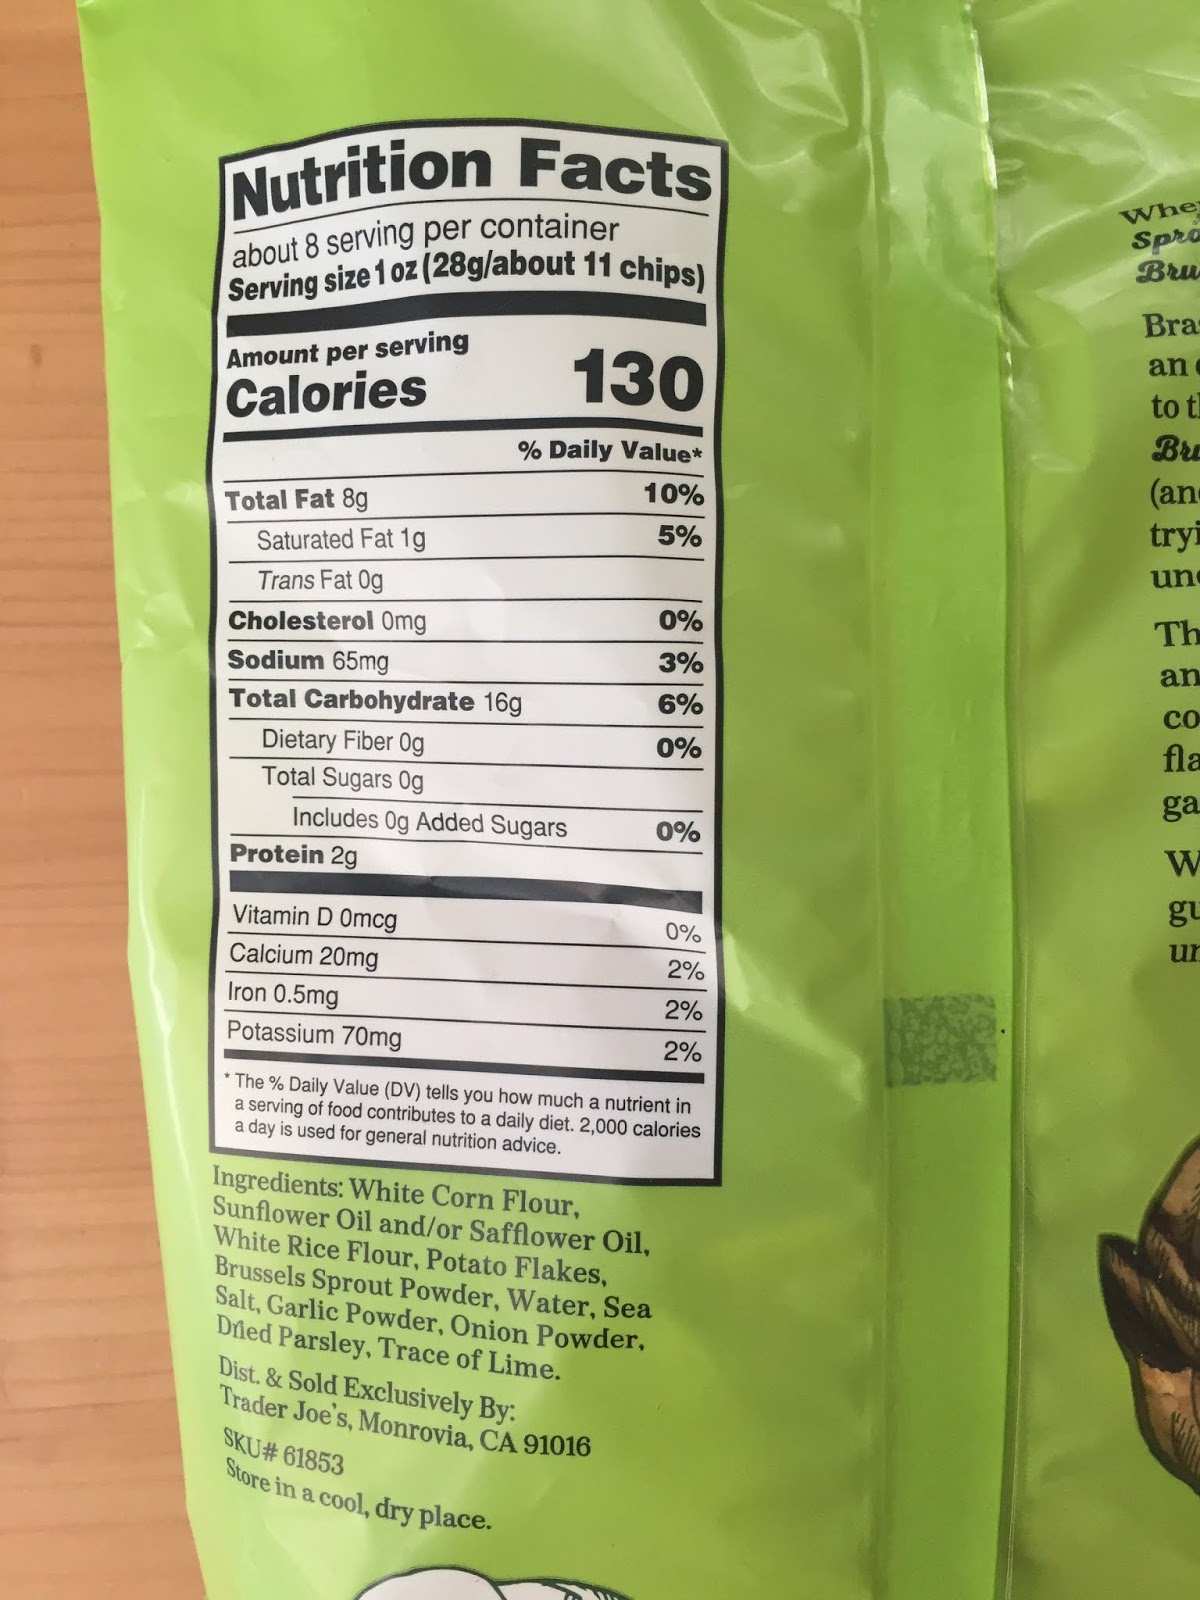 Nutrition Facts
about 8 serving per container
Serving size 1 oz (28g/about 11 chips)
Amount per serving
Calories 130
% Daily Value*
Total Fat 8g 10%
Saturated Fat 1g 5%
Trans Fat 0g
Cholesterol 0mg 0%
Sodium 65mg 3%
Total Carbohydrate 16g 6%
Dietary Fiber 0g 0%
Total Sugars 0g
Includes 0g Added Sugars 0%
Protein 2g
Vitamin D 0mcg 0%
Calcium 20mg 2%
Iron 0.5mg 2%
Potassium 70mg 2%
* The % Daily Value (DV) tells you how much a nutrient in
a serving of food contributes to a daily diet. 2,000 calories
a day is used for general nutrition advice.
Ingredients: White Corn Flour,
Sunflower Oil and/or Safflower Oil,
White Rice Flour, Potato Flakes,
Brussels Sprout Powder, Water, Sea
Salt, Garlic Powder, Onion Powder,
Dried Parsley, Trace of Lime.
Dist. & Sold Exclusively By:
Trader Joe's, Monrovia, CA 91016
SKU# 61853
Store in a cool, dry place.
an
to